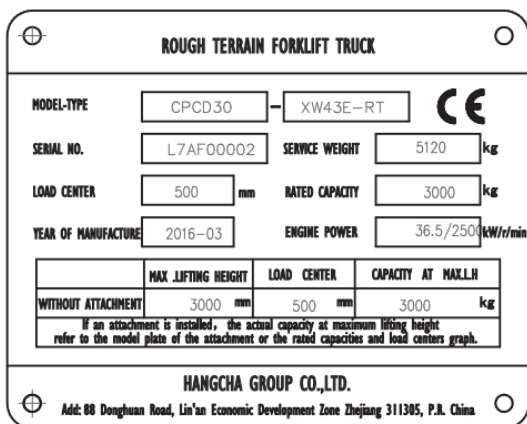 ROUGH TERRAIN FORKLIFT TRUCK
MODEL-TYPE CPCD30 - XW43E-RT CE
SERIAL NO. L7AF00002 SERVICE WEIGHT 5120 kg
LOAD CENTER 500 mm RATED CAPACITY 3000 kg
YEAR OF MANUFACTURE 2016-03 ENGINE POWER 36.5/2500 kW/r/min
MAX .LIFTING HEIGHT LOAD CENTER CAPACITY AT MAX.L.H
WITHOUT ATTACHMENT 3000 mm 500 mm 3000 kg
If an attachment is installed, the actual capacity at maximum lifting height
refer to the model plate of the attachment or the rated capacities and load centers graph.
HANGCHA GROUP CO.,LTD.
Add: 88 Donghuan Road, Lin'an Economic Development Zone Zhejiang 311305, P.R. China